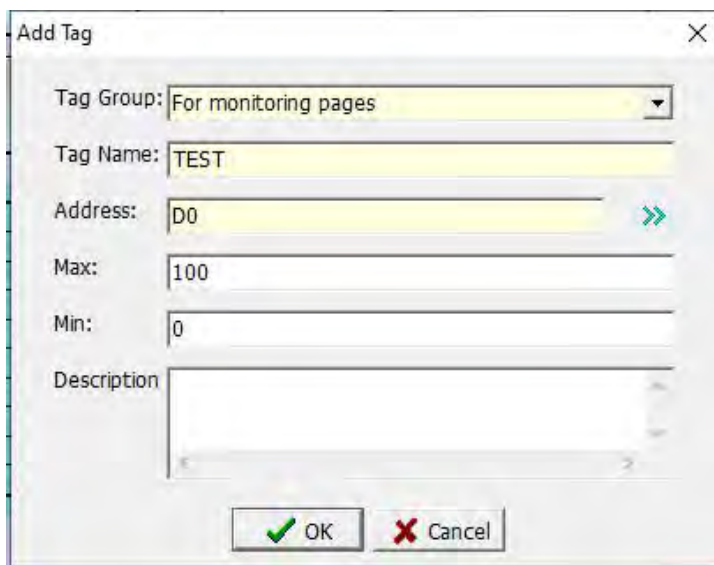 Add Tag
Tag Group: For monitoring pages
Tag Name: TEST
Address: D0
Max: 100
Min: 0
Description
OK Cancel